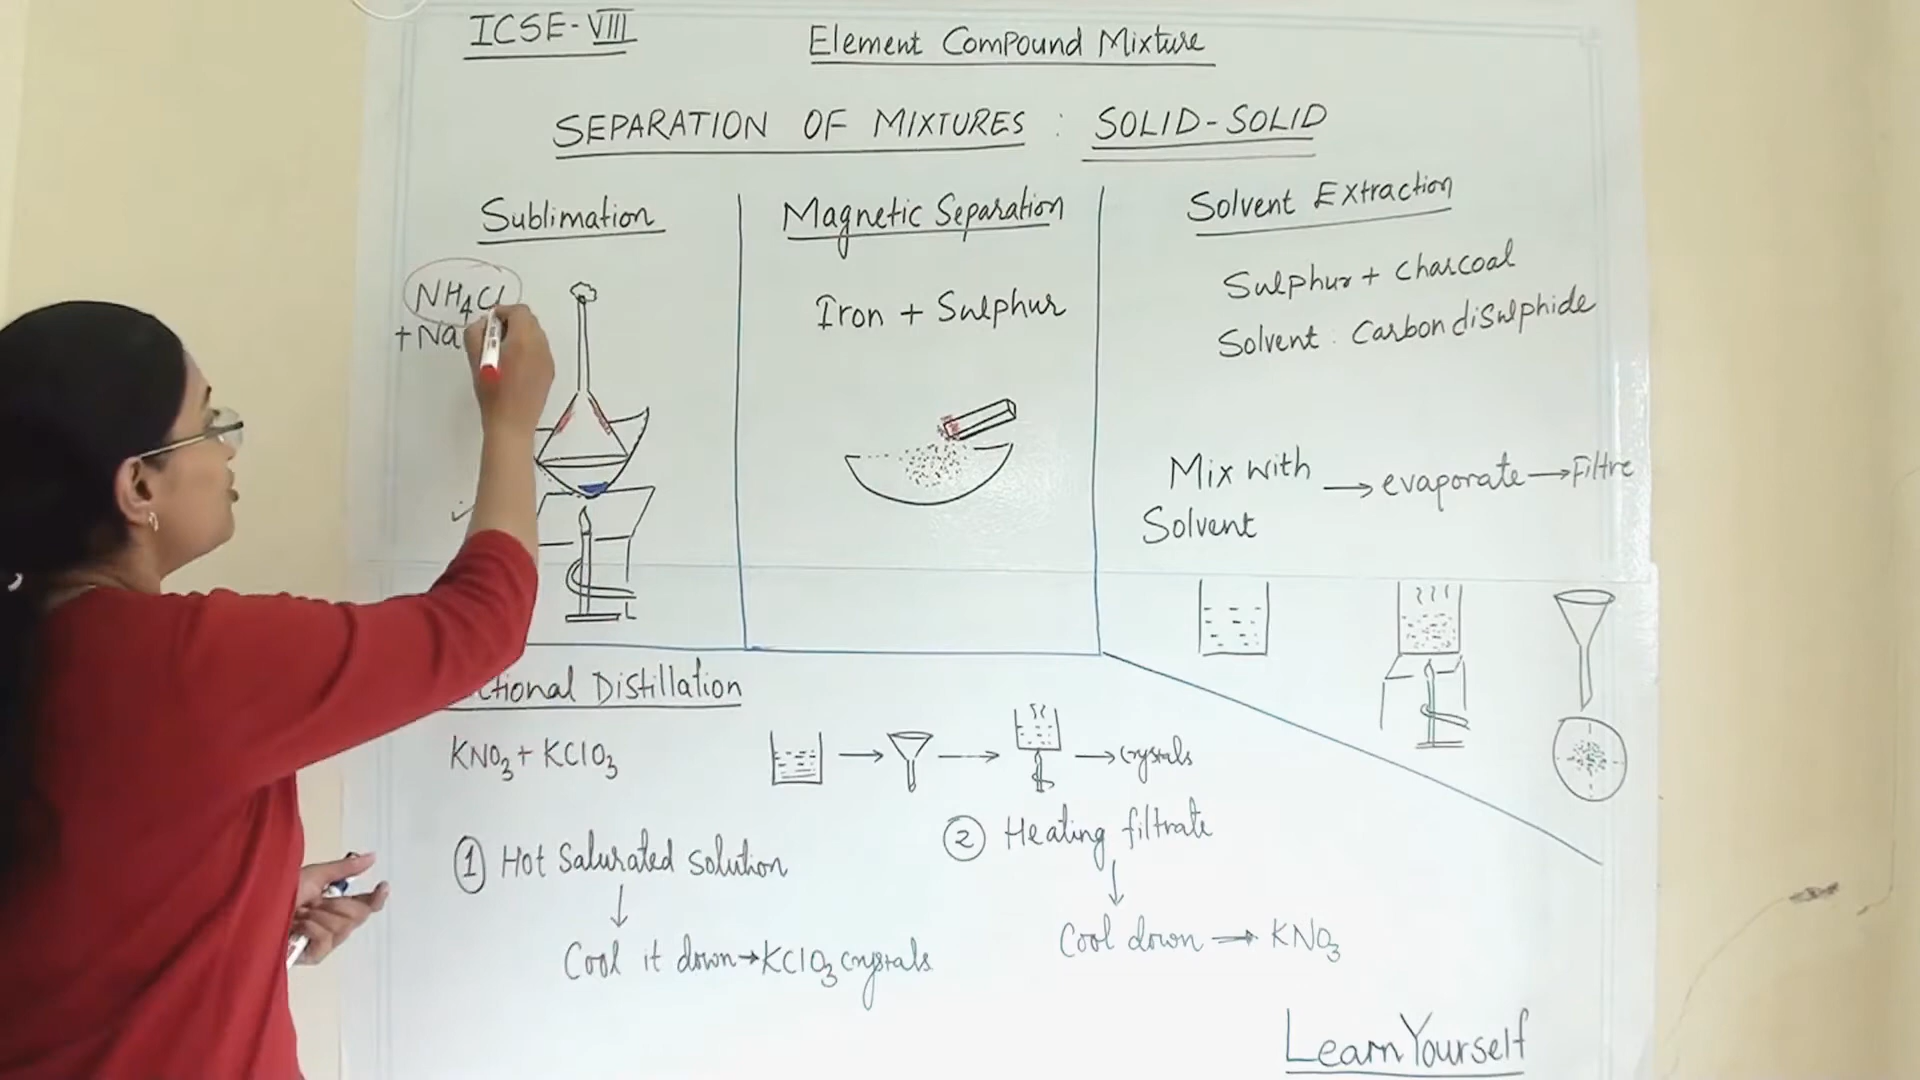 ICSE-VIII
Element Compound Mixture
SEPARATION OF MIXTURES : SOLID-SOLID
Sublimation
NH4Cl
+ Na
Magnetic Separation
Iron + Sulphur
Solvent Extraction
Sulphur + Charcoal
Solvent : Carbon disulphide
Mix with
Solvent
→ evaporate → Filtre
ctional Distillation
KNO3 + KClO3
→ → → crystals
① Hot Saturated Solution
↓
Cool it down → KClO3 crystals
② Heating filtrate
↓
Cool down → KNO3
LearnYourself